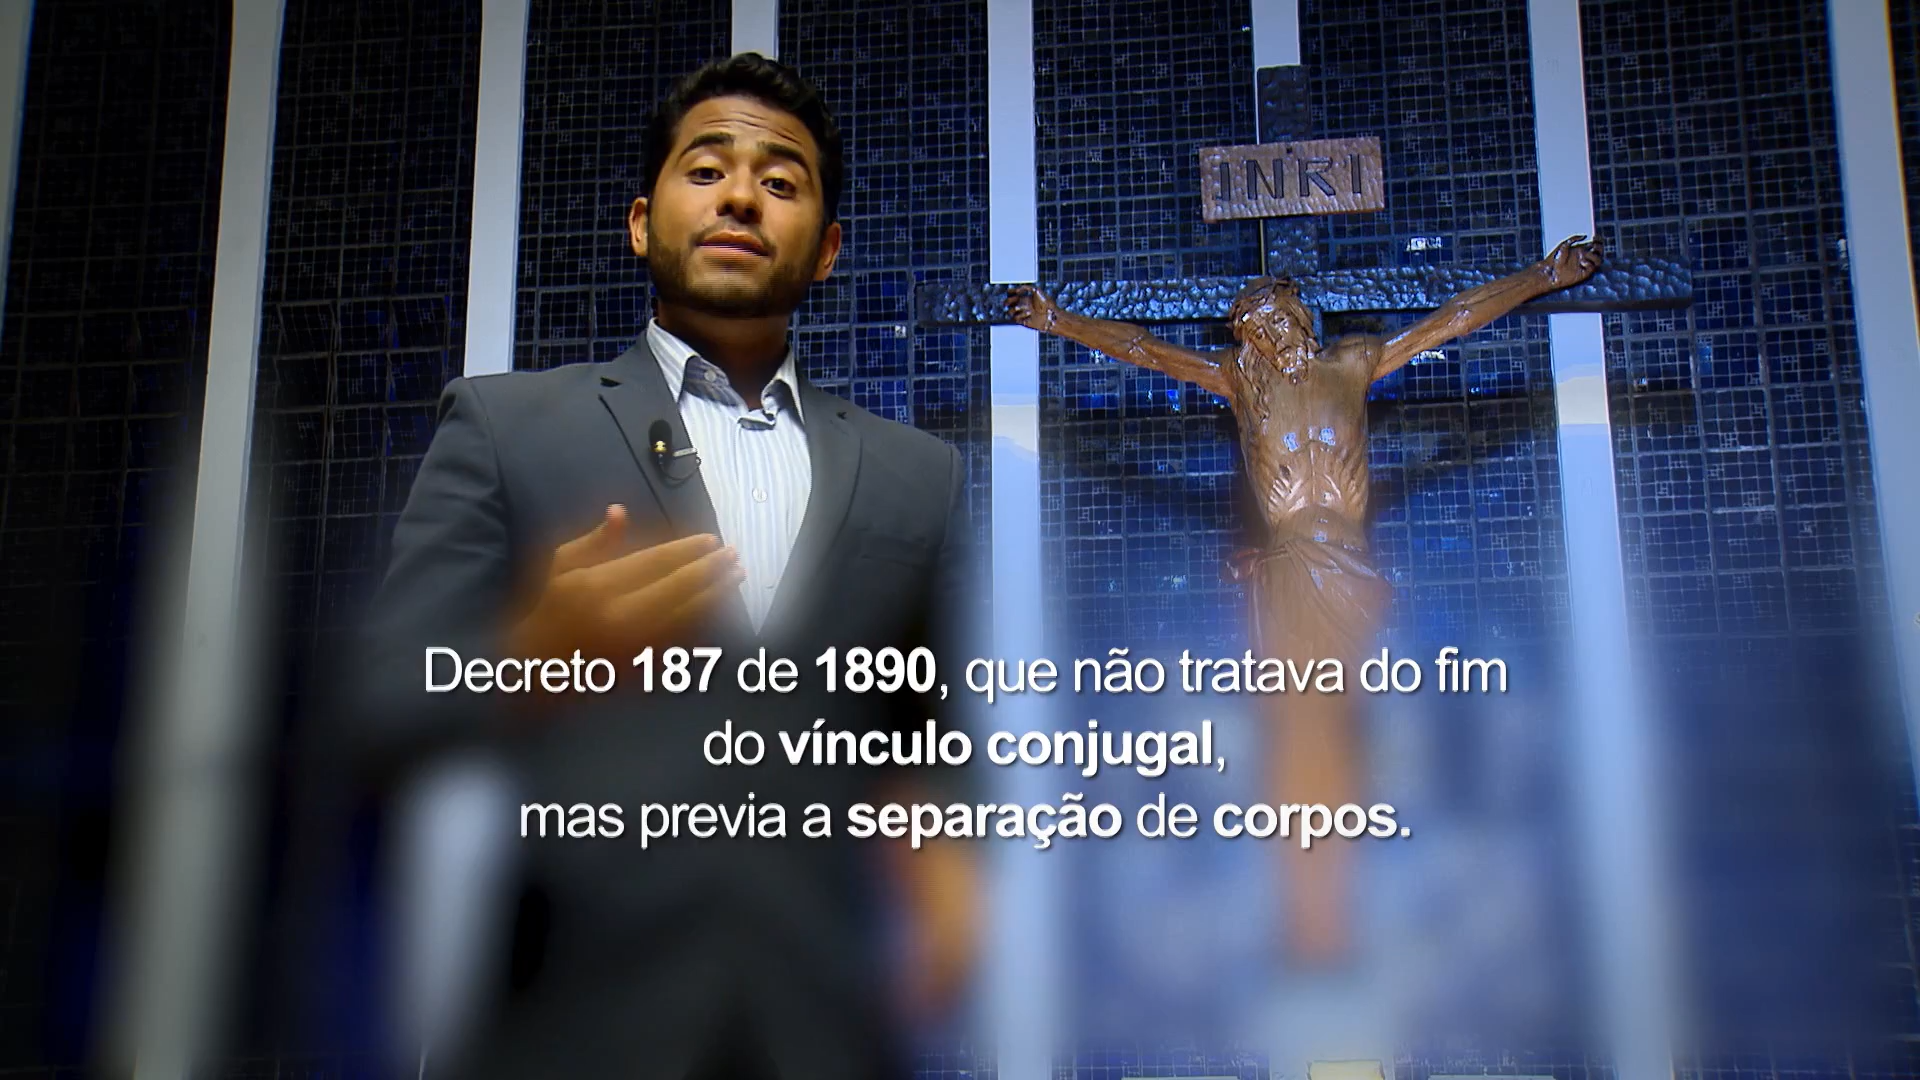 INRI
Decreto 187 de 1890, que não tratava do fim
do vínculo conjugal,
mas previa a separação de corpos.